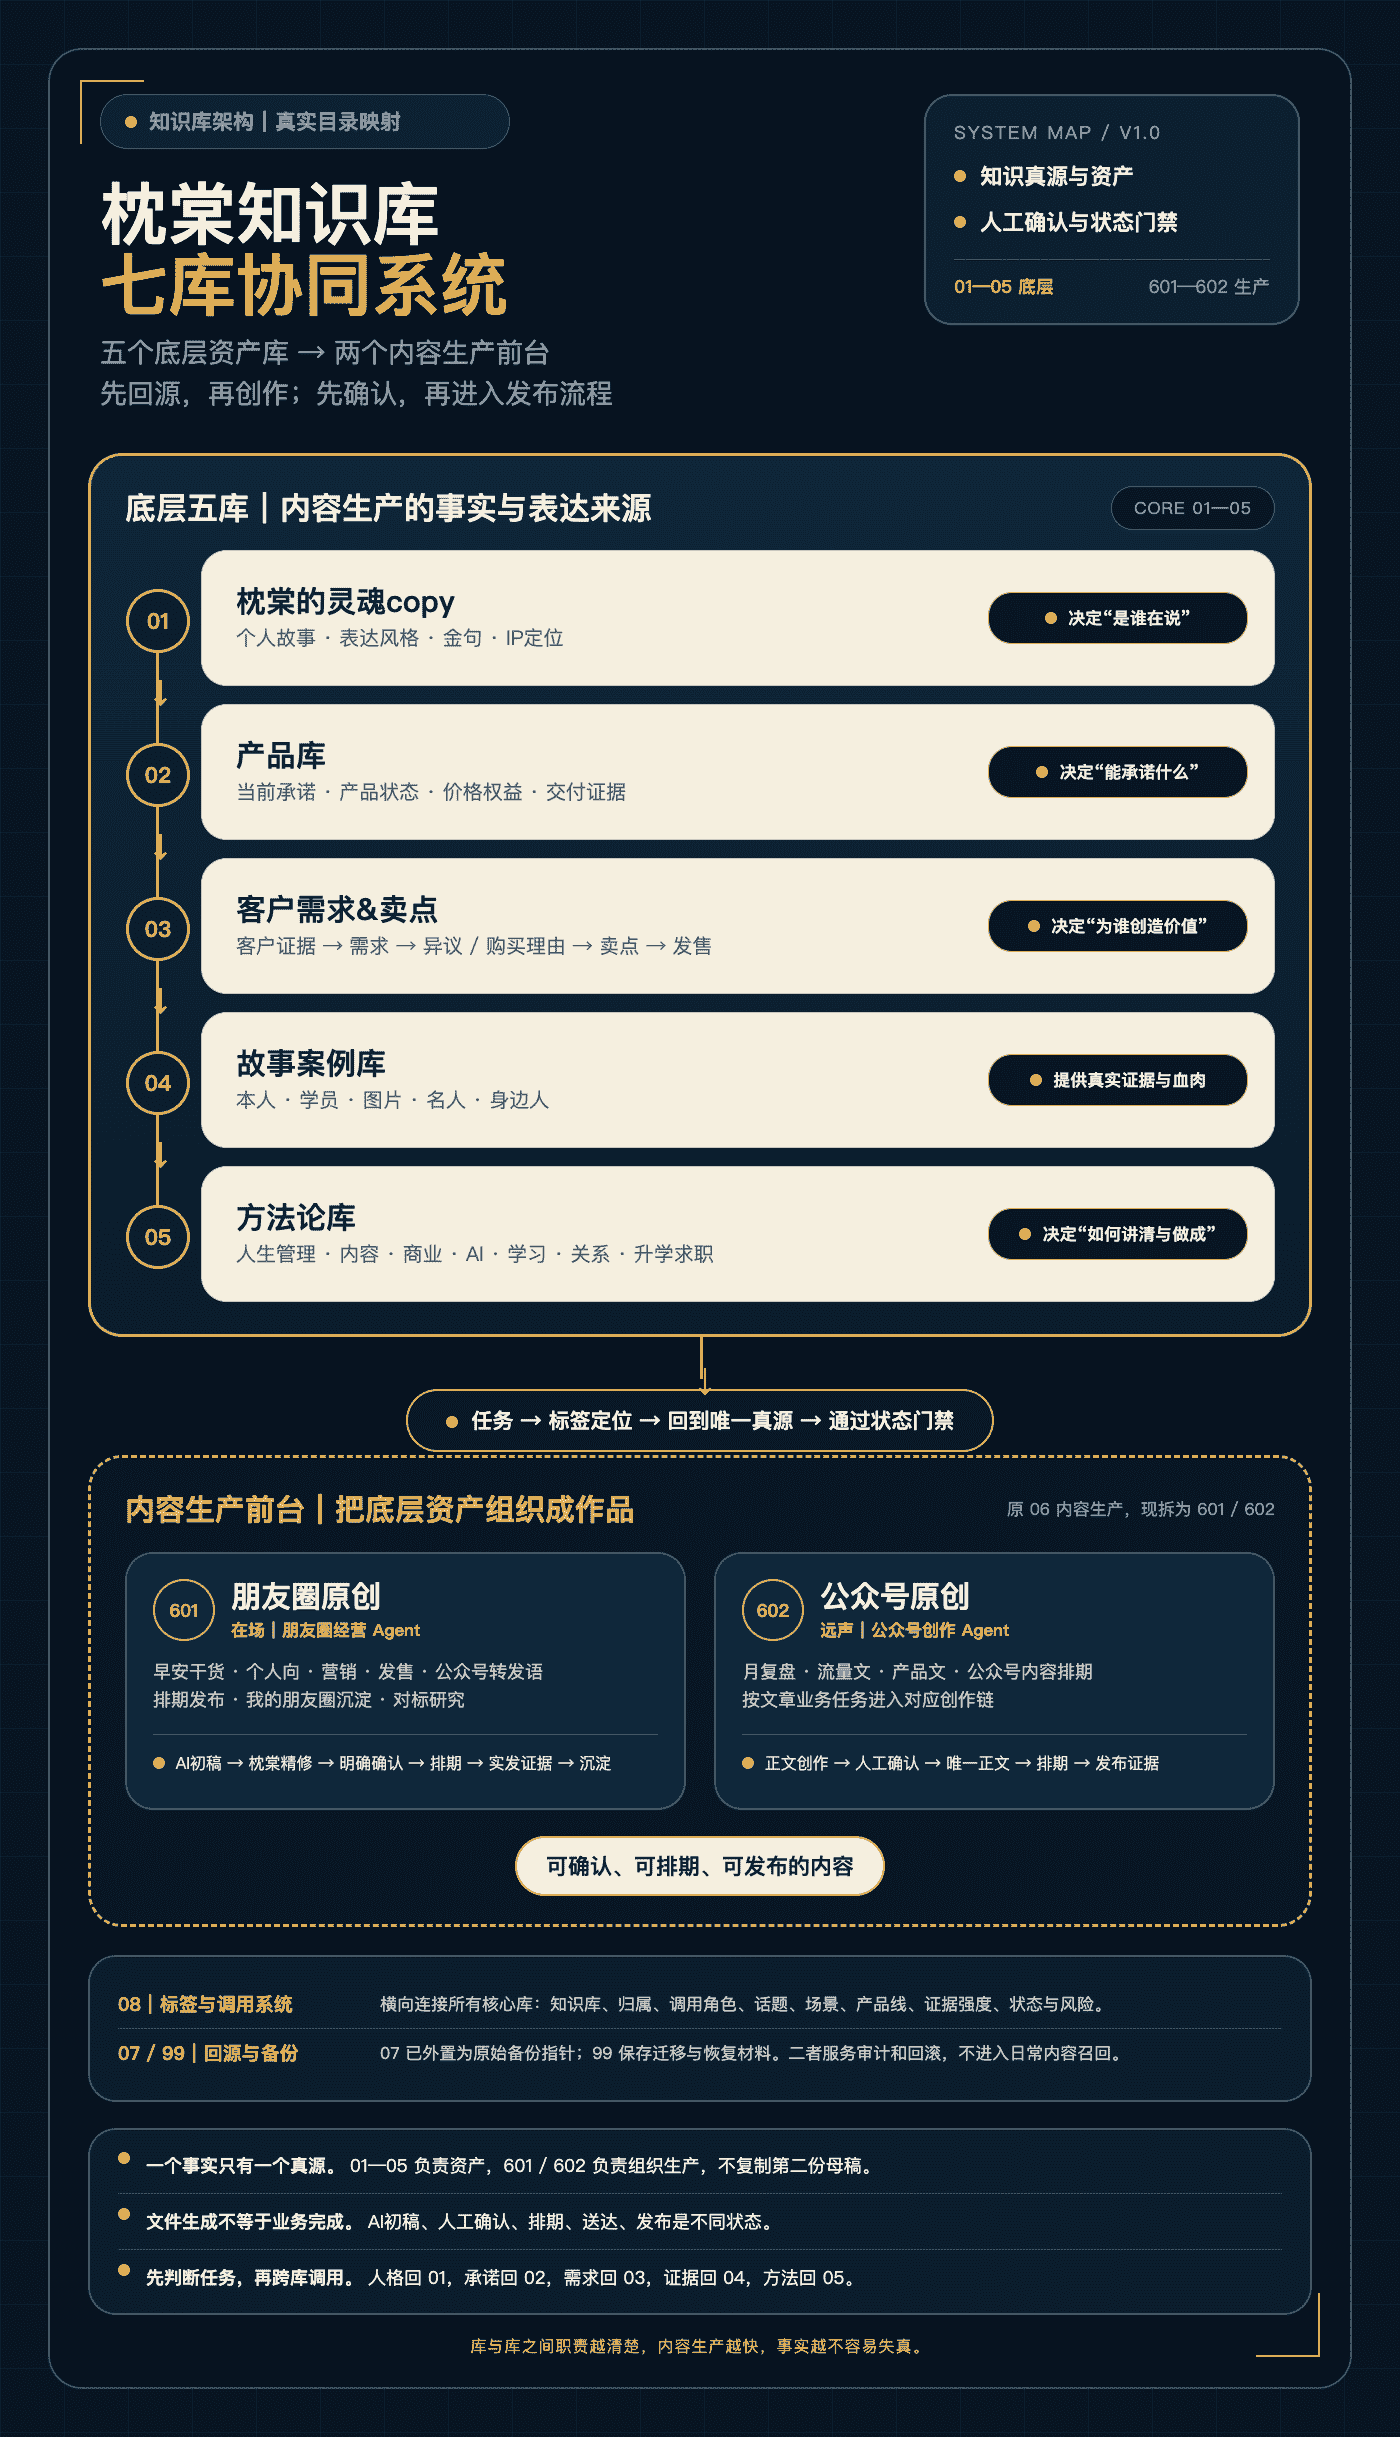 知识库架构｜真实目录映射
枕棠知识库
七库协同系统
五个底层资产库 → 两个内容生产前台
先回源，再创作；先确认，再进入发布流程
SYSTEM MAP / V1.0
知识真源与资产
人工确认与状态门禁
01—05 底层
601—602 生产
底层五库｜内容生产的事实与表达来源
CORE 01—05
01
枕棠的灵魂copy
个人故事 · 表达风格 · 金句 · IP定位
决定“是谁在说”
02
产品库
当前承诺 · 产品状态 · 价格权益 · 交付证据
决定“能承诺什么”
03
客户需求&卖点
客户证据 → 需求 → 异议 / 购买理由 → 卖点 → 发售
决定“为谁创造价值”
04
故事案例库
本人 · 学员 · 图片 · 名人 · 身边人
提供真实证据与血肉
05
方法论库
人生管理 · 内容 · 商业 · AI · 学习 · 关系 · 升学求职
决定“如何讲清与做成”
任务 → 标签定位 → 回到唯一真源 → 通过状态门禁
内容生产前台｜把底层资产组织成作品
原 06 内容生产，现拆为 601 / 602
601
朋友圈原创
在场｜朋友圈经营 Agent
早安干货 · 个人向 · 营销 · 发售 · 公众号转发语
排期发布 · 我的朋友圈沉淀 · 对标研究
AI初稿 → 枕棠精修 → 明确确认 → 排期 → 实发证据 → 沉淀
602
公众号原创
远声｜公众号创作 Agent
月复盘 · 流量文 · 产品文 · 公众号内容排期
按文章业务任务进入对应创作链
正文创作 → 人工确认 → 唯一正文 → 排期 → 发布证据
可确认、可排期、可发布的内容
08｜标签与调用系统
横向连接所有核心库：知识库、归属、调用角色、话题、场景、产品线、证据强度、状态与风险。
07 / 99｜回源与备份
07 已外置为原始备份指针；99 保存迁移与恢复材料。二者服务审计和回滚，不进入日常内容召回。
一个事实只有一个真源。 01—05 负责资产，601 / 602 负责组织生产，不复制第二份母稿。
文件生成不等于业务完成。 AI初稿、人工确认、排期、送达、发布是不同状态。
先判断任务，再跨库调用。 人格回 01，承诺回 02，需求回 03，证据回 04，方法回 05。
库与库之间职责越清楚，内容生产越快，事实越不容易失真。